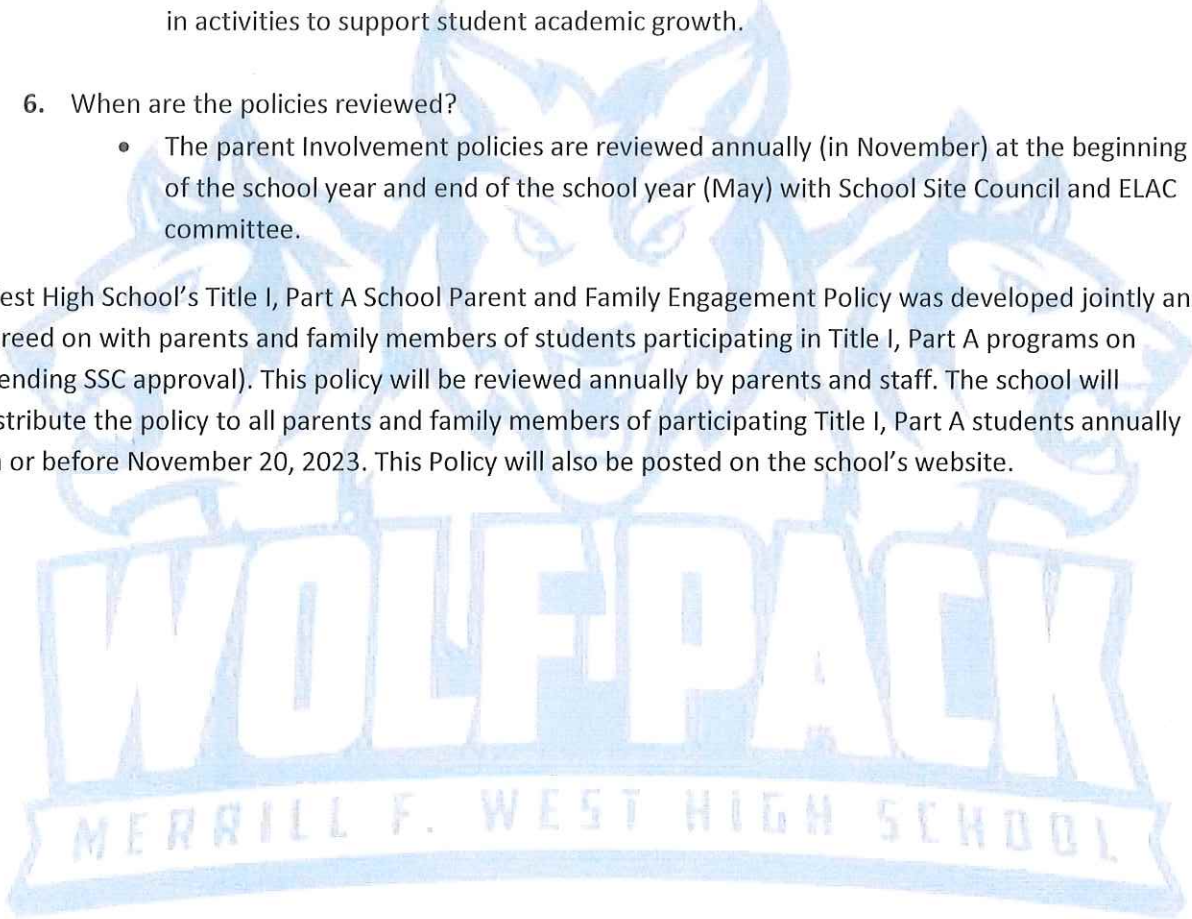 in activities to support student academic growth.
6. When are the policies reviewed?
• The parent Involvement policies are reviewed annually (in November) at the beginning
of the school year and end of the school year (May) with School Site Council and ELAC
committee.
est High School's Title I, Part A School Parent and Family Engagement Policy was developed jointly an
reed on with parents and family members of students participating in Title I, Part A programs on
ending SSC approval). This policy will be reviewed annually by parents and staff. The school will
stribute the policy to all parents and family members of participating Title I, Part A students annually
or before November 20, 2023. This Policy will also be posted on the school's website.
WOLFPACK
MERRILL F. WEST HIGH SCHOOL